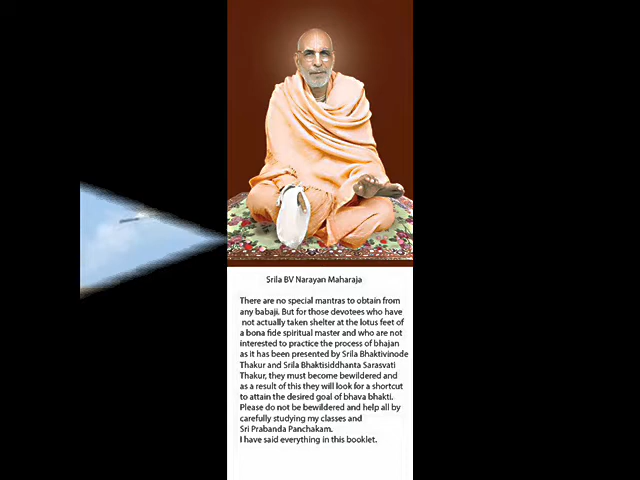 Srila BV Narayan Maharaja
There are no special mantras to obtain from
any babaji. But for those devotees who have
not actually taken shelter at the lotus feet of
a bona fide spiritual master and who are not
interested to practice the process of bhajan
as it has been presented by Srila Bhaktivinode
Thakur and Srila Bhaktisiddhanta Sarasvati
Thakur, they must become bewildered and
as a result of this they will look for a shortcut
to attain the desired goal of bhava bhakti.
Please do not be bewildered and help all by
carefully studying my classes and
Sri Prabanda Panchakam.
I have said everything in this booklet.